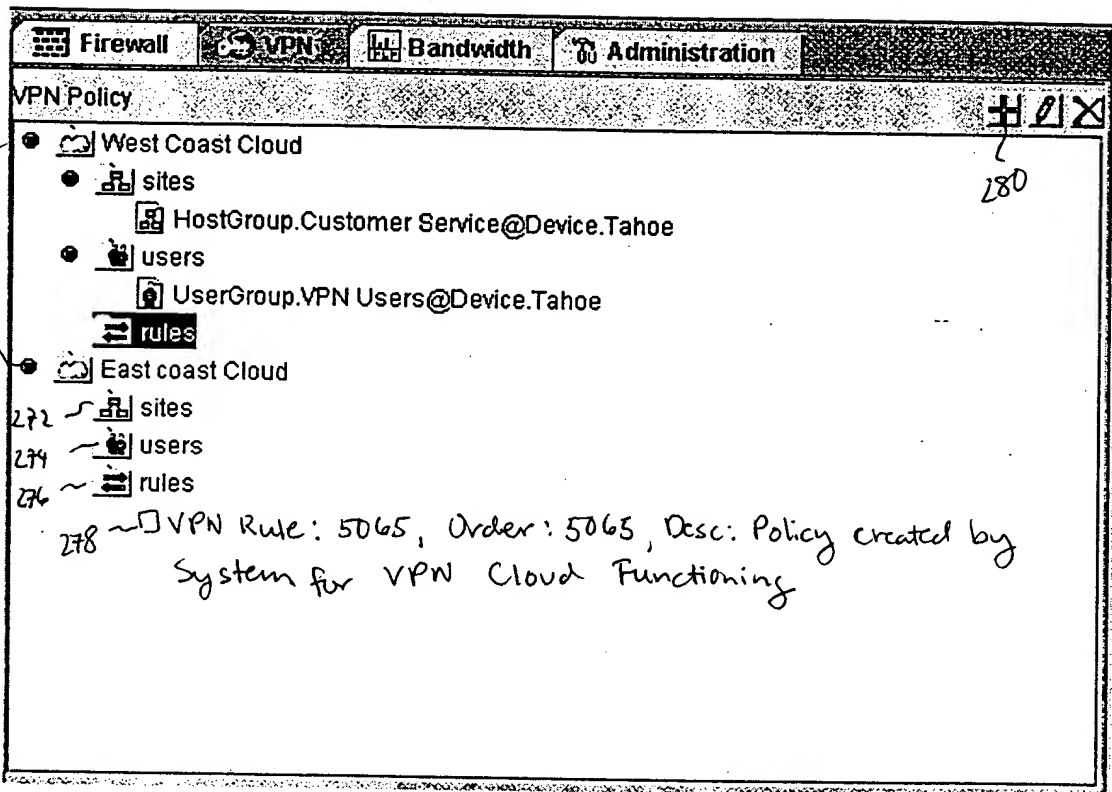 Firewall VPN Bandwidth Administration
VPN Policy
West Coast Cloud
280
sites
HostGroup.Customer Service@Device.Tahoe
users
UserGroup.VPN Users@Device.Tahoe
rules
East coast Cloud
272 sites
274 users
276 rules
278 VPN Rule: 5065, Order: 5065, Desc: Policy created by
System for VPN Cloud Functioning